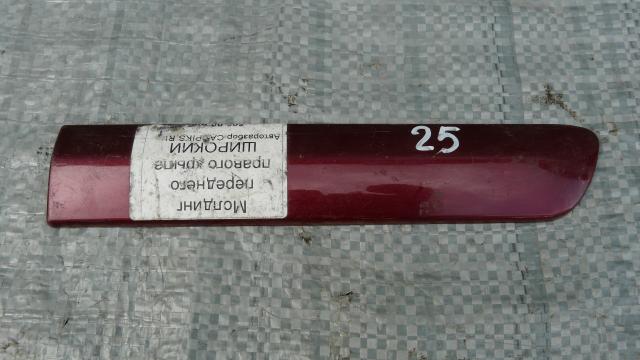 Молдинг
переднего
правого крыла
ШИРОКИЙ
Авторазбор
25